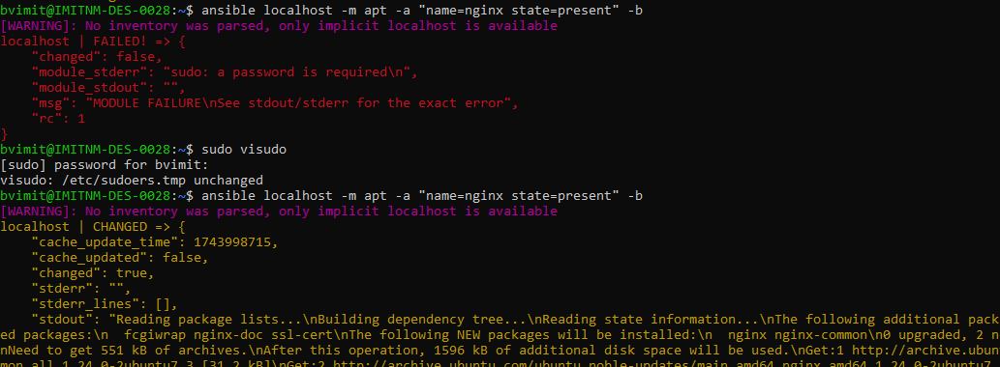 bvimit@IMITNM-DES-0028:~$ ansible localhost -m apt -a "name=nginx state=present" -b
[WARNING]: No inventory was parsed, only implicit localhost is available
localhost | FAILED! => {
    "changed": false,
    "module_stderr": "sudo: a password is required\n",
    "module_stdout": "",
    "msg": "MODULE FAILURE\nSee stdout/stderr for the exact error",
    "rc": 1
}
bvimit@IMITNM-DES-0028:~$ sudo visudo
[sudo] password for bvimit:
visudo: /etc/sudoers.tmp unchanged
bvimit@IMITNM-DES-0028:~$ ansible localhost -m apt -a "name=nginx state=present" -b
[WARNING]: No inventory was parsed, only implicit localhost is available
localhost | CHANGED => {
    "cache_update_time": 1743998715,
    "cache_updated": false,
    "changed": true,
    "stderr": "",
    "stderr_lines": [],
    "stdout": "Reading package lists...\nBuilding dependency tree...\nReading state information...\nThe following additional pack
ed packages:\n  fcgiwrap nginx-doc ssl-cert\nThe following NEW packages will be installed:\n  nginx nginx-common\n0 upgraded, 2 n
nNeed to get 551 kB of archives.\nAfter this operation, 1596 kB of additional disk space will be used.\nGet:1 http://archive.ubun
mon all 1.24.0-2ubuntu7.3 [31.2 kB]\nGet:2 http://archive.ubuntu.com/ubuntu noble-updates/main amd64 nginx amd64 1.24.0-2ubuntu7